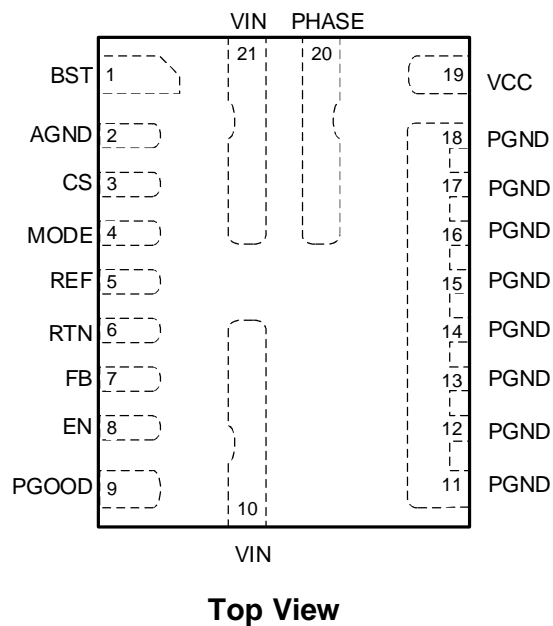 VIN PHASE
21 20
BST 1 19 VCC
AGND 2 18 PGND
CS 3 17 PGND
MODE 4 16 PGND
REF 5 15 PGND
RTN 6 14 PGND
FB 7 13 PGND
EN 8 12 PGND
PGOOD 9 11 PGND
10
VIN
Top View